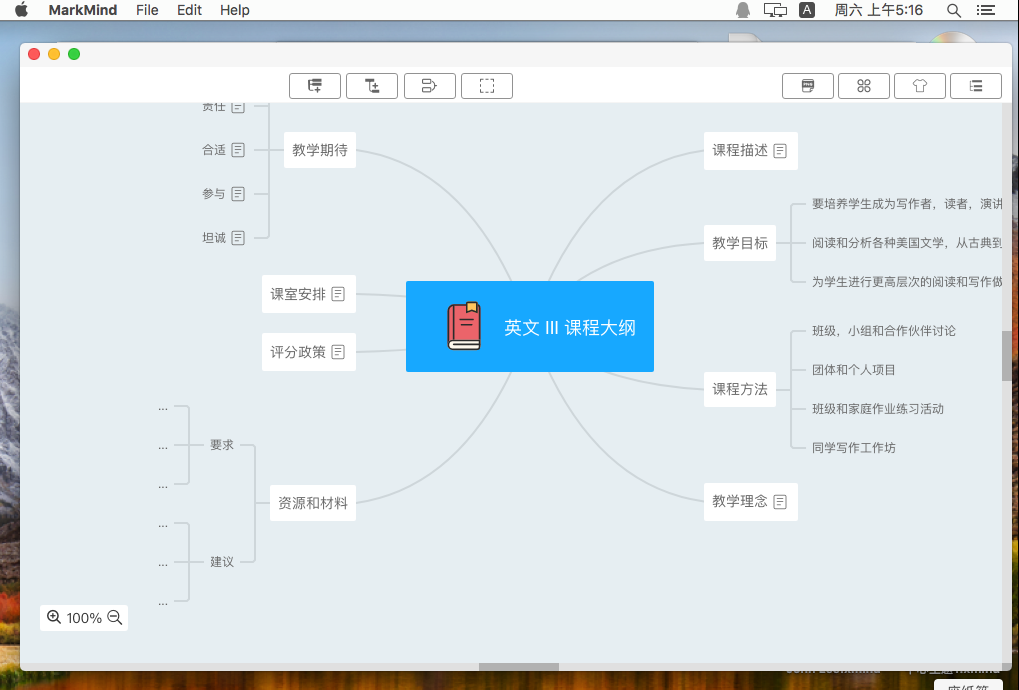 MarkMind File Edit Help
A
周六 上午5:16
责任
合适
参与
坦诚
教学期待
课室安排
评分政策
...
...
...
要求
...
...
...
建议
资源和材料
英文 III 课程大纲
课程描述
教学目标
要培养学生成为写作者，读者，演讲
阅读和分析各种美国文学，从古典到
为学生进行更高层次的阅读和写作做
课程方法
班级，小组和合作伙伴讨论
团体和个人项目
班级和家庭作业练习活动
同学写作工作坊
教学理念
100%